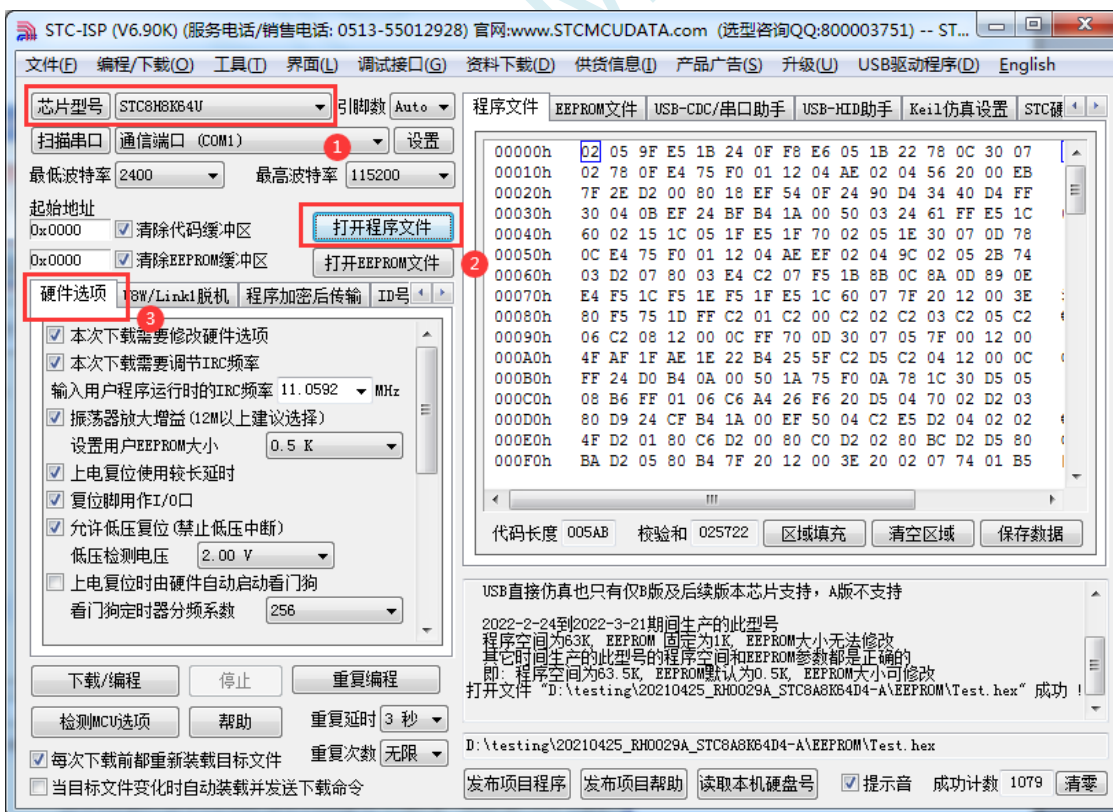 STC-ISP (V6.90K) (服务电话/销售电话: 0513-55012928) 官网:www.STCMCUDATA.com (选型咨询QQ:800003751) -- ST...
文件(F) 编程/下载(O) 工具(T) 界面(L) 调试接口(G) 资料下载(D) 供货信息(I) 产品广告(S) 升级(U) USB驱动程序(D) English
芯片型号 STC8H8K64U 引脚数 Auto
扫描串口 通信端口 (COM1) 设置
1
最低波特率 2400 最高波特率 115200
起始地址
0x0000 清除代码缓冲区 打开程序文件
0x0000 清除EEPROM缓冲区 打开EEPROM文件
2
硬件选项 U8W/Link1脱机 程序加密后传输 ID号
3
本次下载需要修改硬件选项
本次下载需要调节IRC频率
输入用户程序运行时的IRC频率 11.0592 MHz
振荡器放大增益(12M以上建议选择)
设置用户EEPROM大小 0.5 K
上电复位使用较长延时
复位脚用作I/O口
允许低压复位(禁止低压中断)
低压检测电压 2.00 V
上电复位时由硬件自动启动看门狗
看门狗定时器分频系数 256
下载/编程 停止 重复编程
检测MCU选项 帮助 重复延时 3 秒
每次下载前都重新装载目标文件 重复次数 无限
当目标文件变化时自动装载并发送下载命令
程序文件 EEPROM文件 USB-CDC/串口助手 USB-HID助手 Keil仿真设置 STC硬
00000h 02 05 9F E5 1B 24 0F F8 E6 05 1B 22 78 0C 30 07
00010h 02 78 0F E4 75 F0 01 12 04 AE 02 04 56 20 00 EB
00020h 7F 2E D2 00 80 18 EF 54 0F 24 90 D4 34 40 D4 FF
00030h 30 04 0B EF 24 BF B4 1A 00 50 03 24 61 FF E5 1C
00040h 60 02 15 1C 05 1F E5 1F 70 02 05 1E 30 07 0D 78
00050h 0C E4 75 F0 01 12 04 AE EF 02 04 9C 02 05 2B 74
00060h 03 D2 07 80 03 E4 C2 07 F5 1B 8B 0C 8A 0D 89 0E
00070h E4 F5 1C F5 1E F5 1F E5 1C 60 07 7F 20 12 00 3E
00080h 80 F5 75 1D FF C2 01 C2 00 C2 02 C2 03 C2 05 C2
00090h 06 C2 08 12 00 0C FF 70 0D 30 07 05 7F 00 12 00
000A0h 4F AF 1F AE 1E 22 B4 25 5F C2 D5 C2 04 12 00 0C
000B0h FF 24 D0 B4 0A 00 50 1A 75 F0 0A 78 1C 30 D5 05
000C0h 08 B6 FF 01 06 C6 A4 26 F6 20 D5 04 70 02 D2 03
000D0h 80 D9 24 CF B4 1A 00 EF 50 04 C2 E5 D2 04 02 02
000E0h 4F D2 01 80 C6 D2 00 80 C0 D2 02 80 BC D2 D5 80
000F0h BA D2 05 80 B4 7F 20 12 00 3E 20 02 07 74 01 B5
代码长度 005AB 校验和 025722 区域填充 清空区域 保存数据
USB直接仿真也只有仅B版及后续版本芯片支持，A版不支持
2022-2-24到2022-3-21期间生产的此型号
程序空间为63K, EEPROM 固定为1K, EEPROM大小无法修改
其它时间生产的此型号的程序空间和EEPROM参数都是正确的
即: 程序空间为63.5K, EEPROM默认为0.5K, EEPROM大小可修改
打开文件 "D:\testing\20210425_RH0029A_STC8A8K64D4-A\EEPROM\Test.hex" 成功 !
D:\testing\20210425_RH0029A_STC8A8K64D4-A\EEPROM\Test.hex
发布项目程序 发布项目帮助 读取本机硬盘号 提示音 成功计数 1079 清零